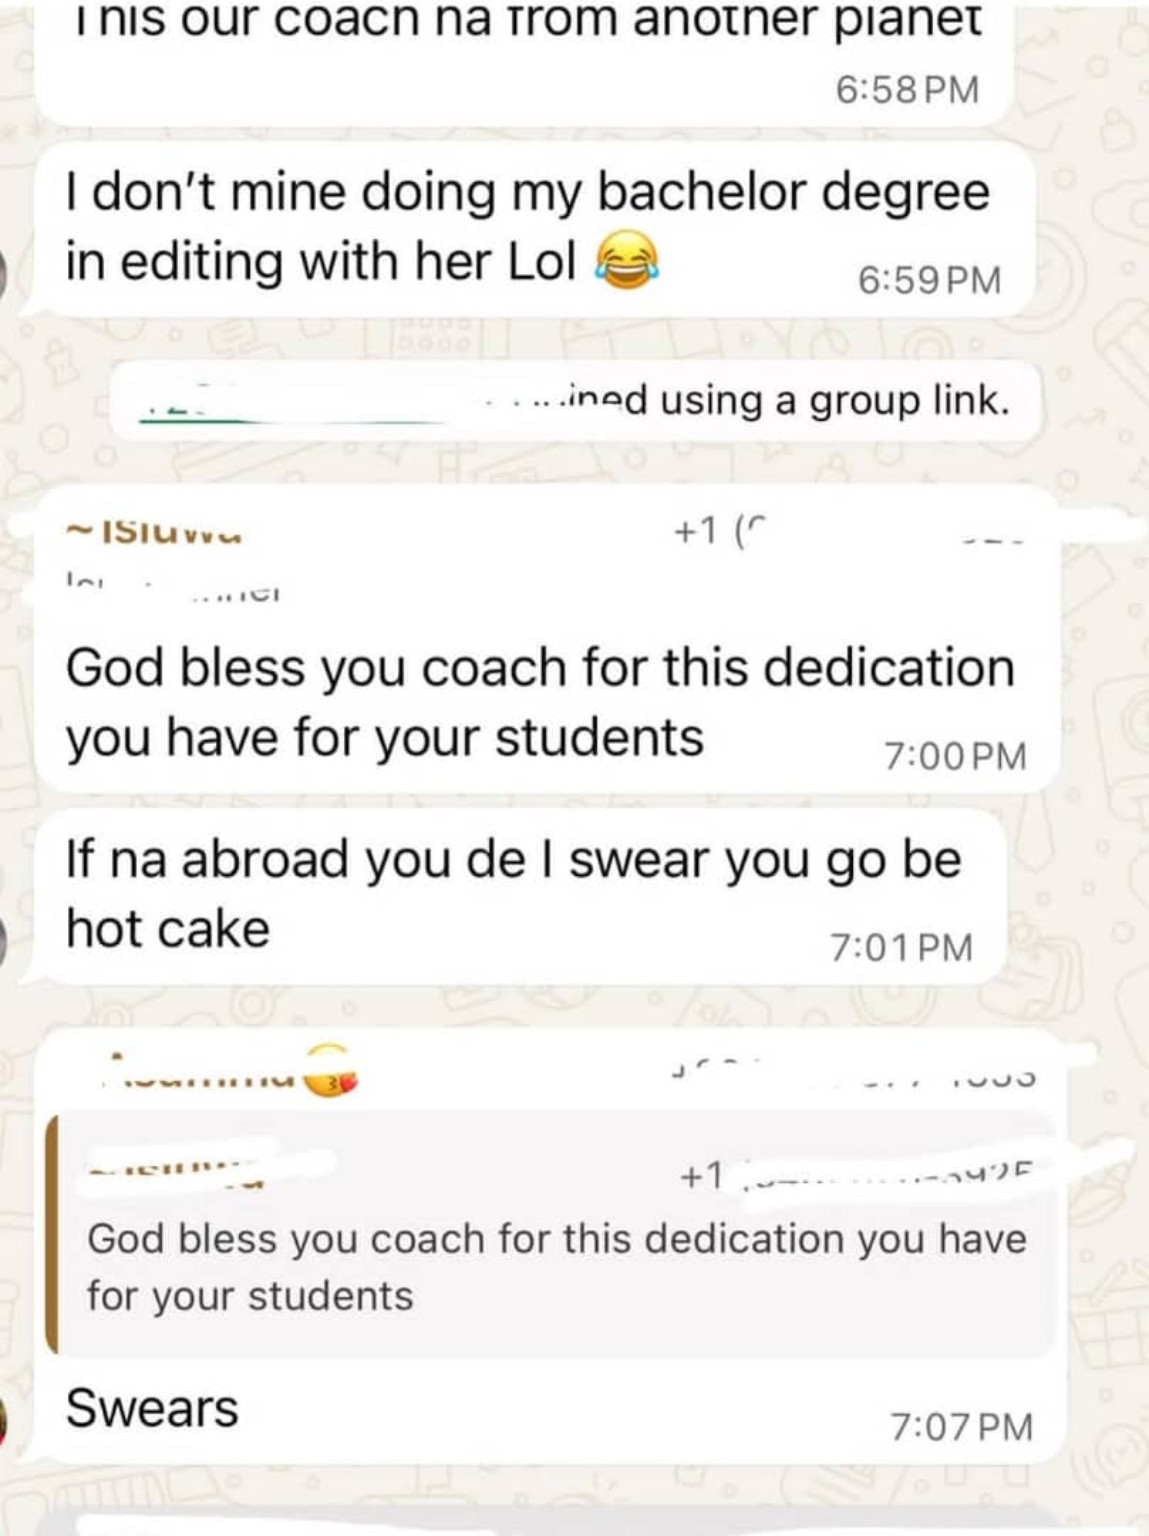 This our coach na from another planet
6:58 PM
I don't mine doing my bachelor degree
in editing with her Lol 😂
6:59 PM
using a group link.
+1
God bless you coach for this dedication
you have for your students
7:00 PM
If na abroad you de I swear you go be
hot cake
7:01 PM
+1
God bless you coach for this dedication you have
for your students
Swears
7:07 PM